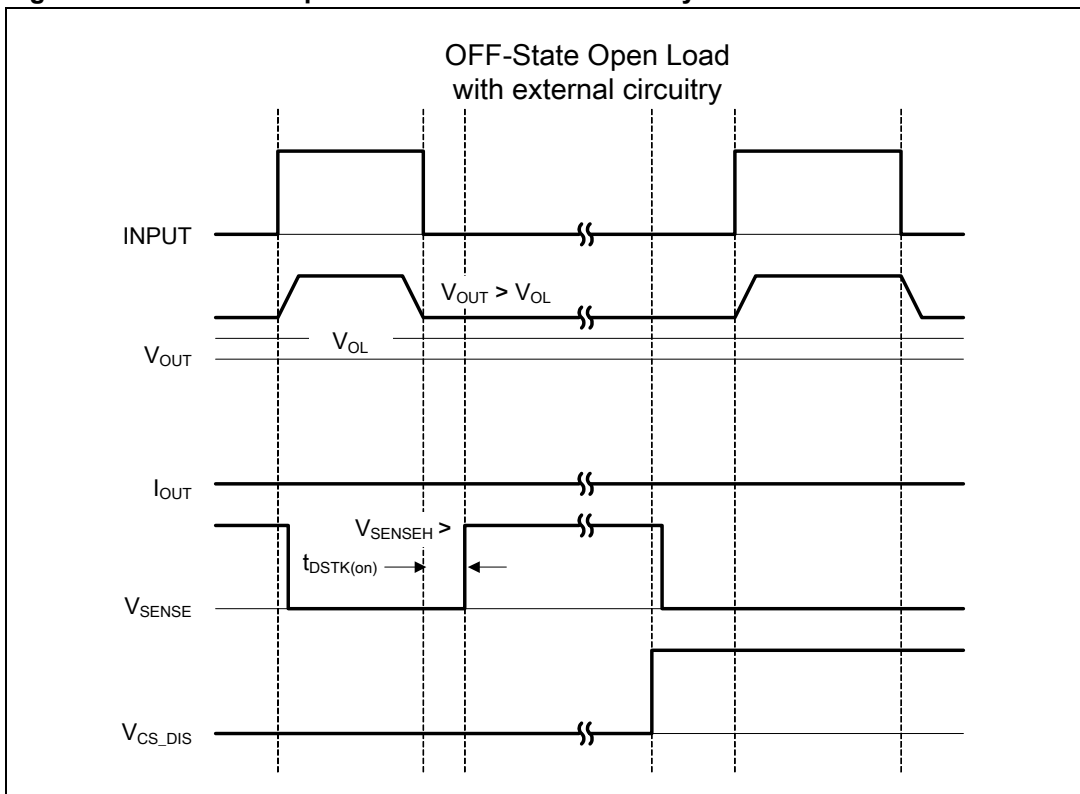 OFF-State Open Load
with external circuitry
INPUT
VOUT > VOL
VOL
VOUT
IOUT
VSENSEH >
tDSTK(on)
VSENSE
VCS_DIS